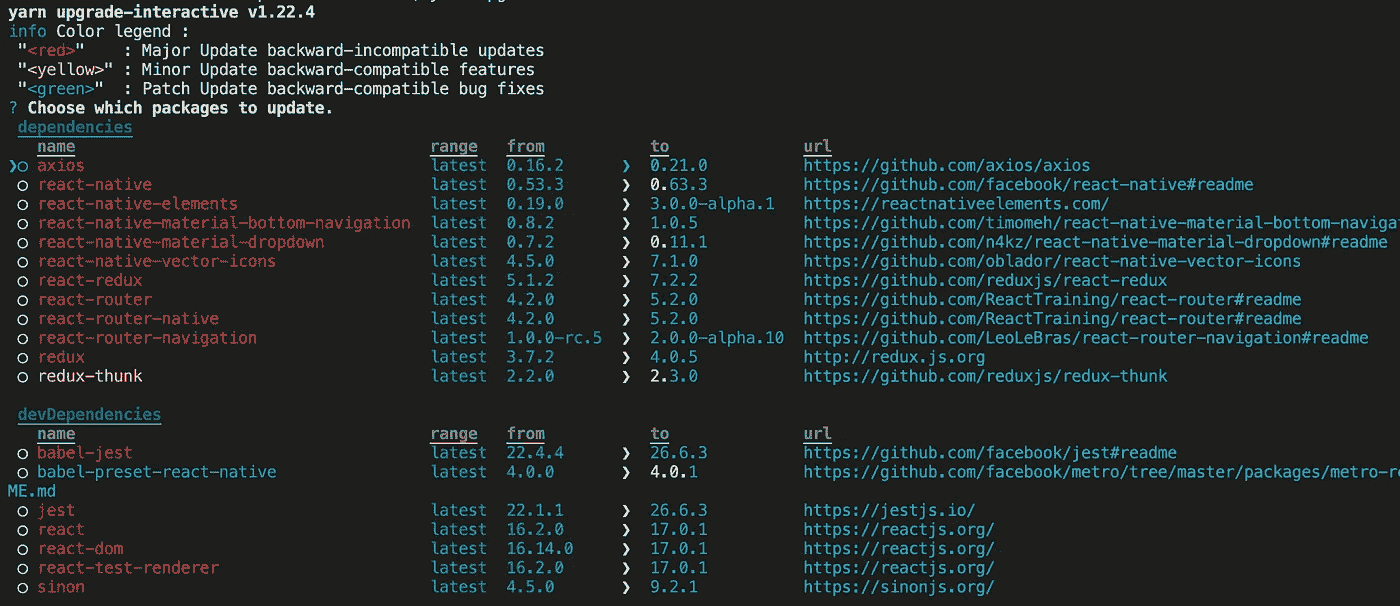 yarn upgrade-interactive v1.22.4
info Color legend :
"<red>" : Major Update backward-incompatible updates
"<yellow>" : Minor Update backward-compatible features
"<green>" : Patch Update backward-compatible bug fixes
? Choose which packages to update.
dependencies
name range from to url
❯○ axios latest 0.16.2 ❯ 0.21.0 https://github.com/axios/axios
○ react-native latest 0.53.3 ❯ 0.63.3 https://github.com/facebook/react-native#readme
○ react-native-elements latest 0.19.0 ❯ 3.0.0-alpha.1 https://reactnativeelements.com/
○ react-native-material-bottom-navigation latest 0.8.2 ❯ 1.0.5 https://github.com/timomeh/react-native-material-bottom-navigat
○ react-native-material-dropdown latest 0.7.2 ❯ 0.11.1 https://github.com/n4kz/react-native-material-dropdown#readme
○ react-native-vector-icons latest 4.5.0 ❯ 7.1.0 https://github.com/oblador/react-native-vector-icons
○ react-redux latest 5.1.2 ❯ 7.2.2 https://github.com/reduxjs/react-redux
○ react-router latest 4.2.0 ❯ 5.2.0 https://github.com/ReactTraining/react-router#readme
○ react-router-native latest 4.2.0 ❯ 5.2.0 https://github.com/ReactTraining/react-router#readme
○ react-router-navigation latest 1.0.0-rc.5 ❯ 2.0.0-alpha.10 https://github.com/LeoLeBras/react-router-navigation#readme
○ redux latest 3.7.2 ❯ 4.0.5 http://redux.js.org
○ redux-thunk latest 2.2.0 ❯ 2.3.0 https://github.com/reduxjs/redux-thunk
devDependencies
name range from to url
○ babel-jest latest 22.4.4 ❯ 26.6.3 https://github.com/facebook/jest#readme
○ babel-preset-react-native latest 4.0.0 ❯ 4.0.1 https://github.com/facebook/metro/tree/master/packages/metro-re
ME.md
○ jest latest 22.1.1 ❯ 26.6.3 https://jestjs.io/
○ react latest 16.2.0 ❯ 17.0.1 https://reactjs.org/
○ react-dom latest 16.14.0 ❯ 17.0.1 https://reactjs.org/
○ react-test-renderer latest 16.2.0 ❯ 17.0.1 https://reactjs.org/
○ sinon latest 4.5.0 ❯ 9.2.1 https://sinonjs.org/